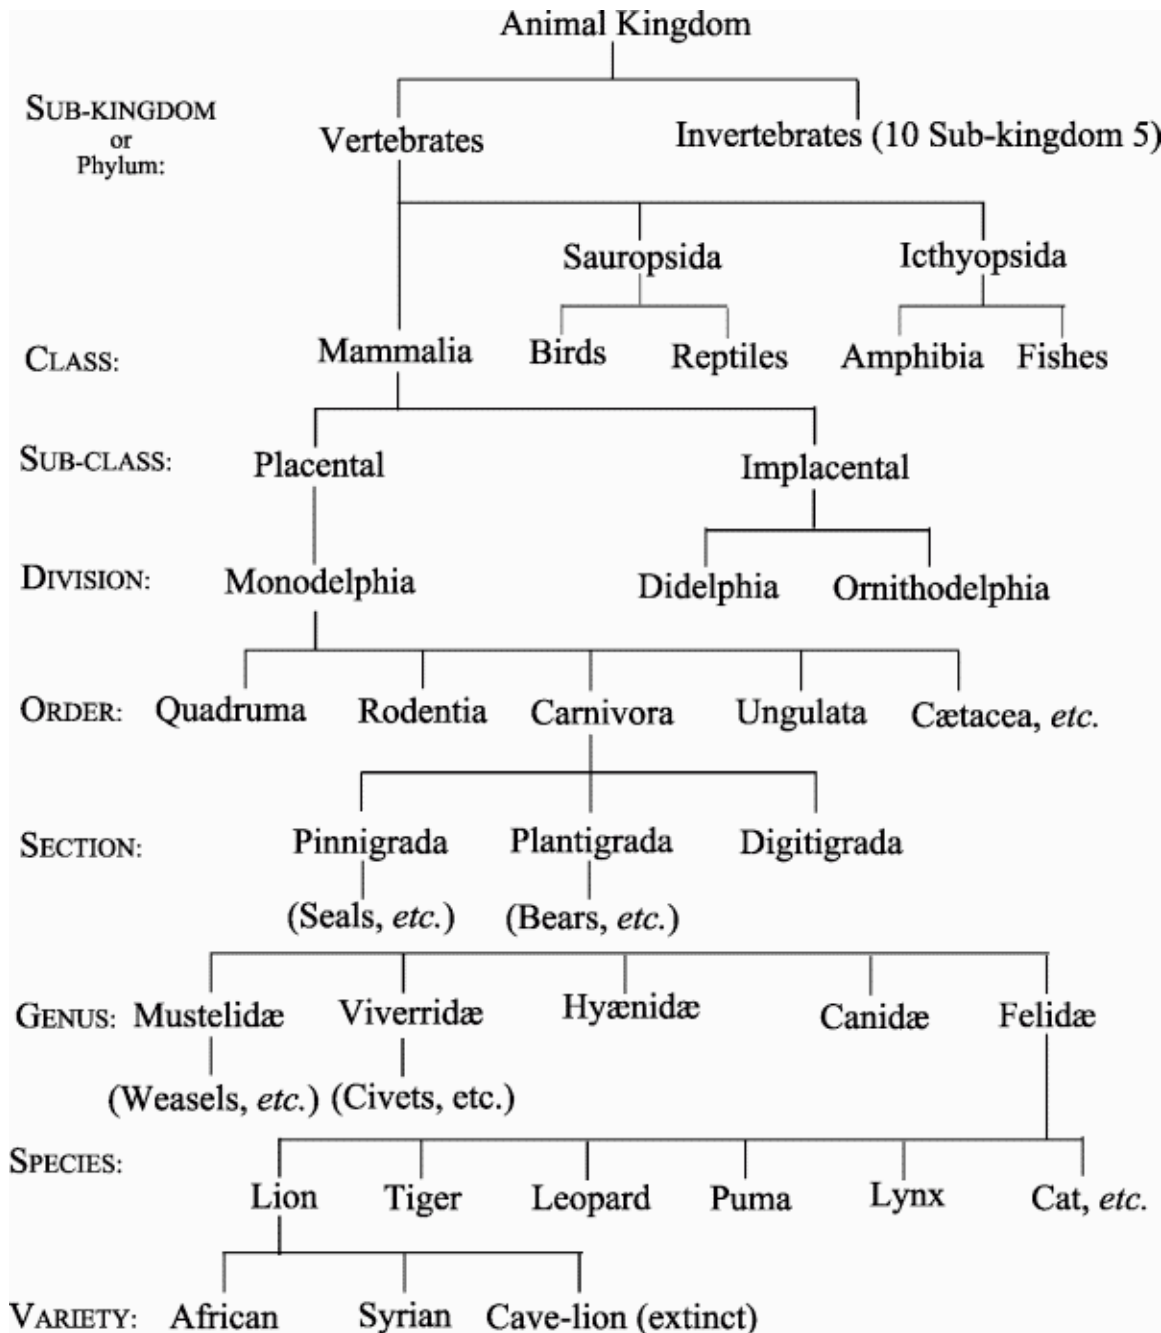 Animal Kingdom
SUB-KINGDOM
or
Phylum:
Vertebrates
Invertebrates (10 Sub-kingdom 5)
Sauropsida
Icthyopsida
CLASS:
Mammalia
Birds
Reptiles
Amphibia
Fishes
SUB-CLASS:
Placental
Implacental
DIVISION:
Monodelphia
Didelphia
Ornithodelphia
ORDER:
Quadruma
Rodentia
Carnivora
Ungulata
Cætacea, etc.
SECTION:
Pinnigrada
Plantigrada
Digitigrada
(Seals, etc.)
(Bears, etc.)
GENUS:
Mustelidæ
Viverridæ
Hyænidæ
Canidæ
Felidæ
(Weasels, etc.)
(Civets, etc.)
SPECIES:
Lion
Tiger
Leopard
Puma
Lynx
Cat, etc.
VARIETY:
African
Syrian
Cave-lion (extinct)